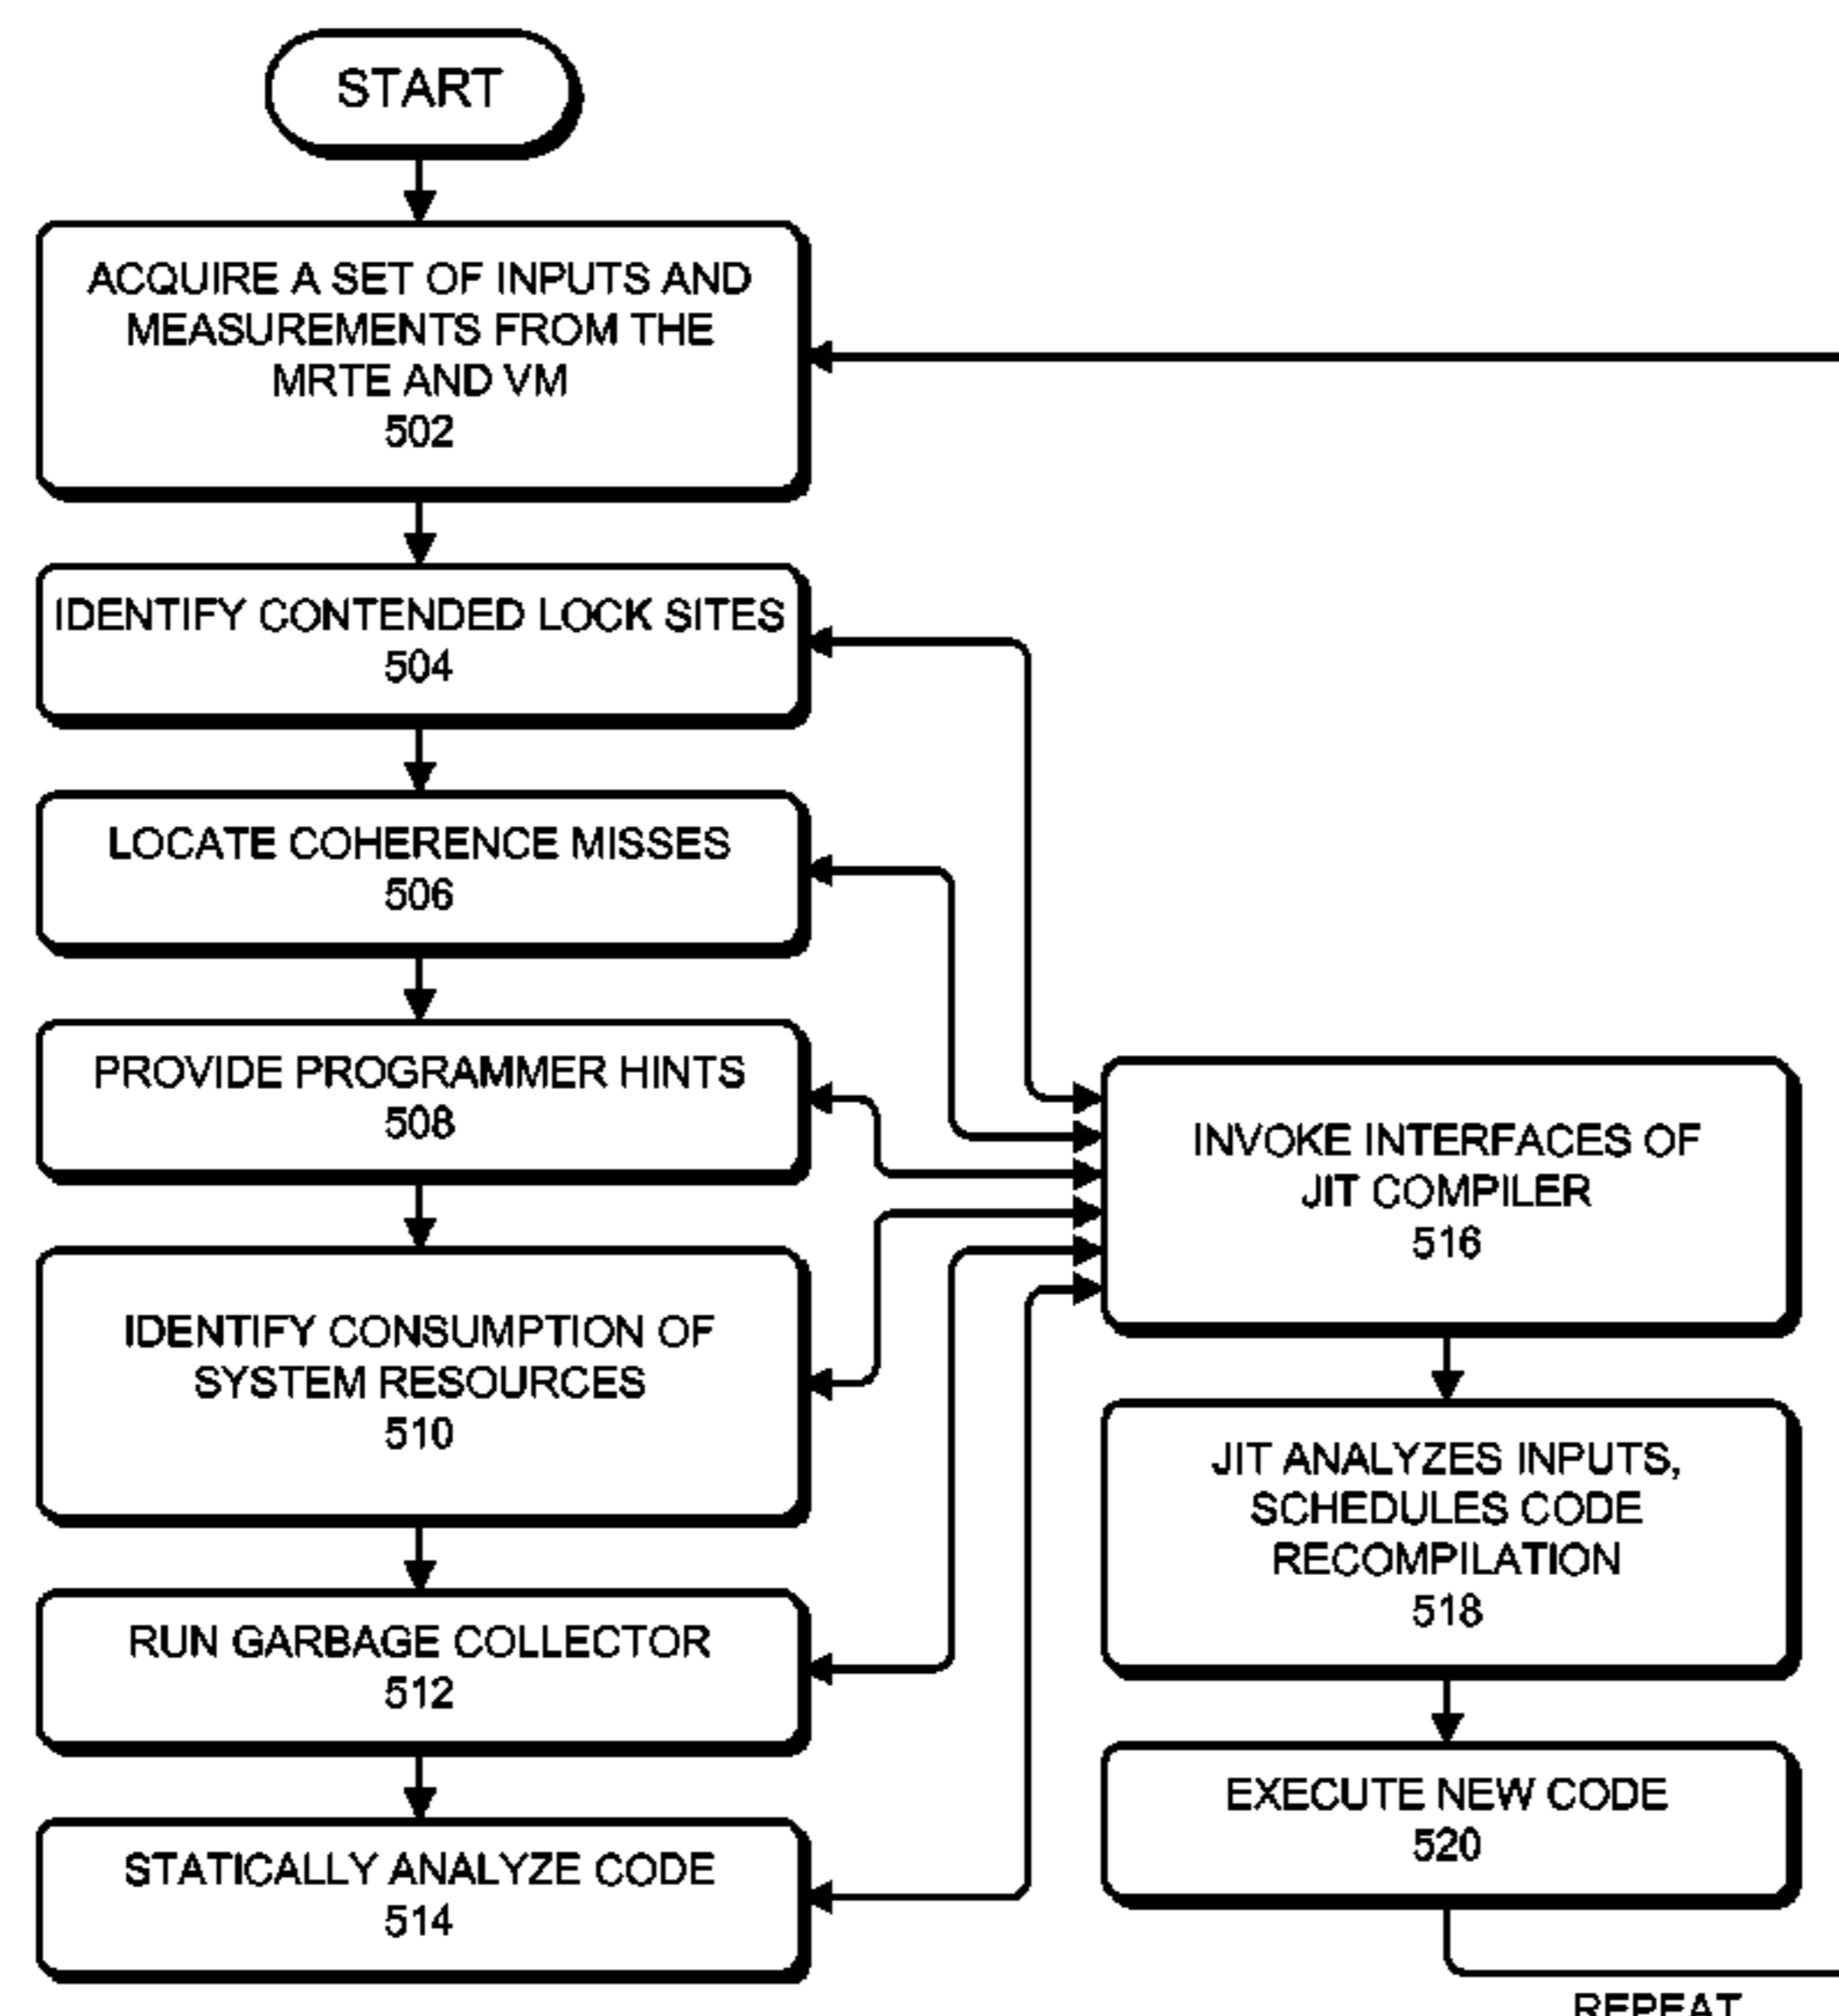 START
ACQUIRE A SET OF INPUTS AND
MEASUREMENTS FROM THE
MRTE AND VM
502
IDENTIFY CONTENDED LOCK SITES
504
LOCATE COHERENCE MISSES
506
PROVIDE PROGRAMMER HINTS
508
IDENTIFY CONSUMPTION OF
SYSTEM RESOURCES
510
RUN GARBAGE COLLECTOR
512
STATICALLY ANALYZE CODE
514
INVOKE INTERFACES OF
JIT COMPILER
516
JIT ANALYZES INPUTS,
SCHEDULES CODE
RECOMPILATION
518
EXECUTE NEW CODE
520
REPEAT